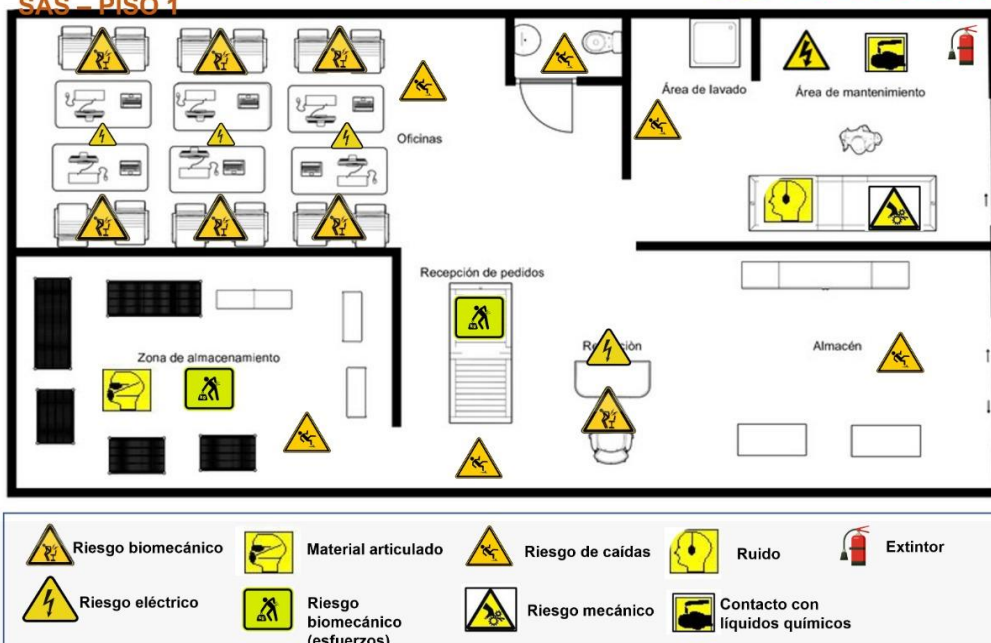 SAS – PISO 1
Área de lavado
Área de mantenimiento
Oficinas
Recepción de pedidos
Zona de almacenamiento
Almacén
Riesgo biomecánico
Material articulado
Riesgo de caídas
Ruido
Extintor
Riesgo eléctrico
Riesgo
biomecánico
(esfuerzos)
Riesgo mecánico
Contacto con
líquidos químicos